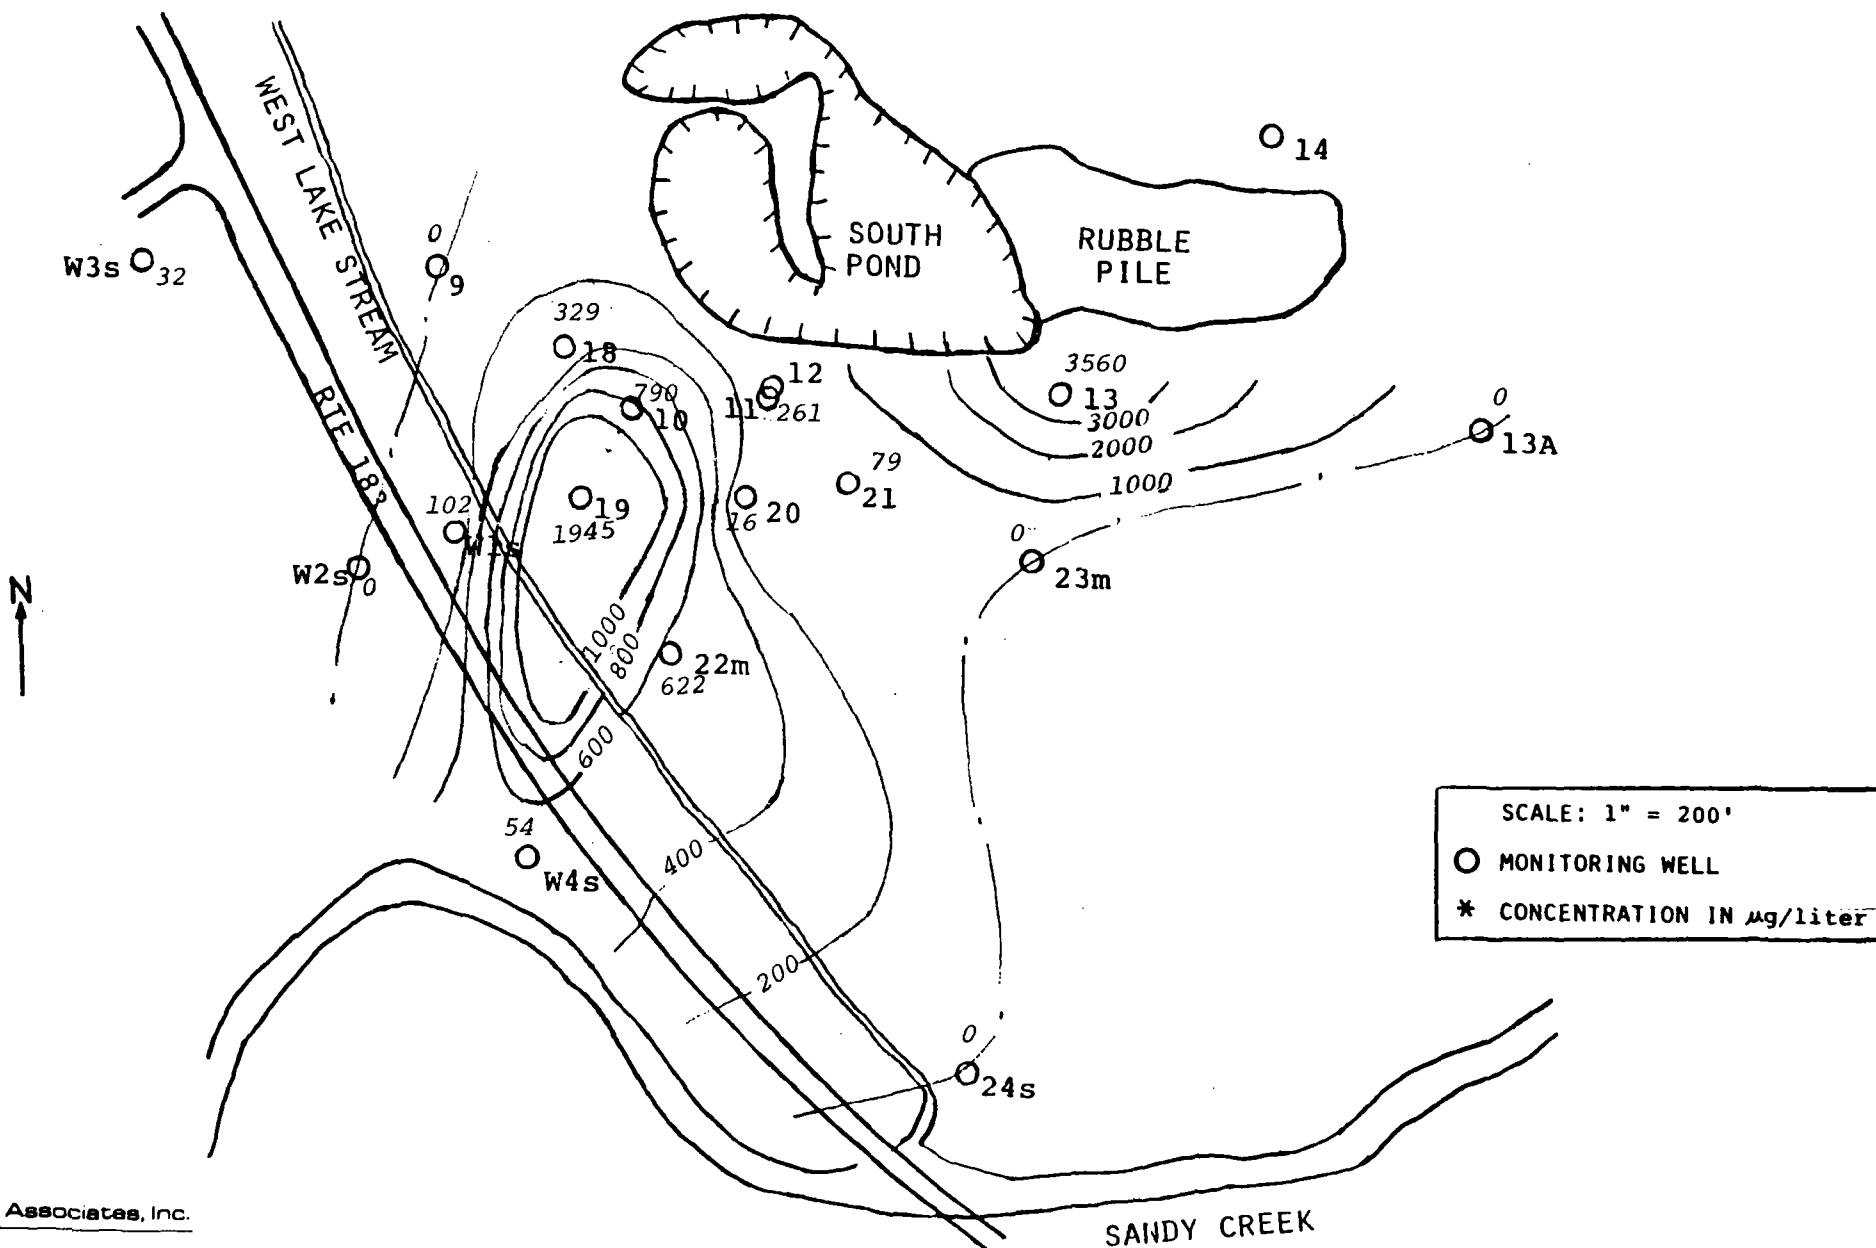 WEST LAKE STREAM
RTE 183
SOUTH
POND
RUBBLE
PILE
14
W3s
32
0
9
329
18
790
10
12
11
261
3560
13
3000
2000
1000
0
13A
79
21
102
W1s
19
1945
16
20
W2s
0
0
23m
N
1000
800
22m
622
600
54
W4s
400
200
0
24s
SCALE: 1" = 200'
MONITORING WELL
* CONCENTRATION IN µg/liter
Associates, Inc.
SANDY CREEK